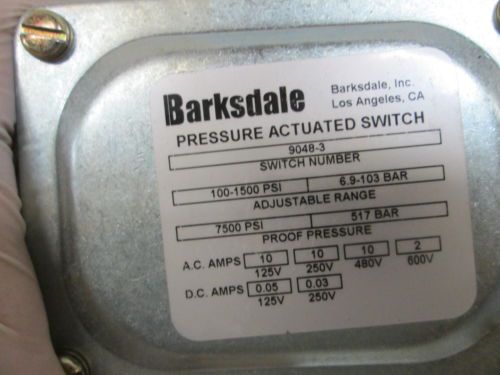 Barksdale
Barksdale, Inc.
Los Angeles, CA
PRESSURE ACTUATED SWITCH
9048-3
SWITCH NUMBER
100-1500 PSI 6.9-103 BAR
ADJUSTABLE RANGE
7500 PSI 517 BAR
PROOF PRESSURE
A.C. AMPS 10 10 10 2
125V 250V 480V 600V
D.C. AMPS 0.05 0.03
125V 250V